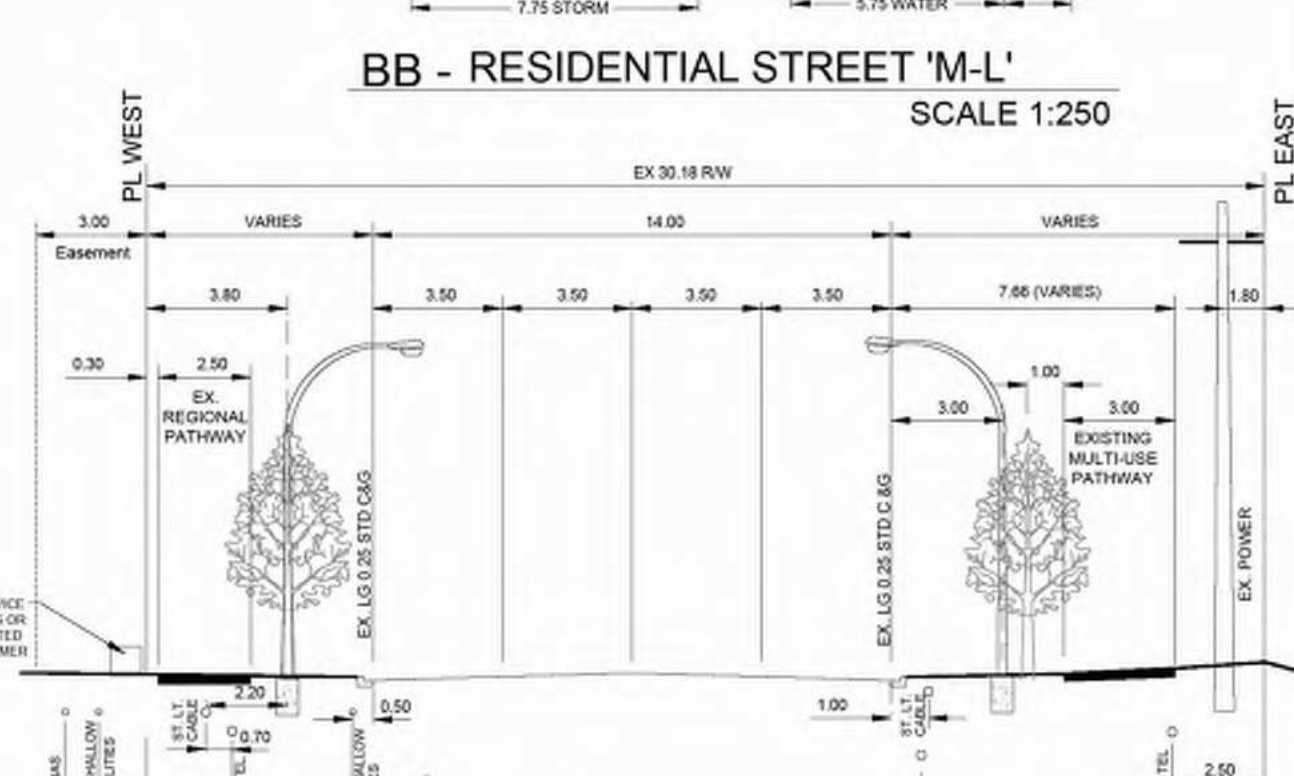 7.75 STORM
5.75 WATER
BB - RESIDENTIAL STREET 'M-L'
SCALE 1:250
PL WEST
PL EAST
EX 30.18 R/W
3.00
VARIES
14.00
VARIES
Easement
3.80
3.50
3.50
3.50
3.50
7.66 (VARIES)
1.80
0.30
2.50
1.00
EX.
REGIONAL
PATHWAY
3.00
3.00
EXISTING
MULTI-USE
PATHWAY
EX. LG 0.25 STD C&G
EX. LG 0.25 STD C &G
EX. POWER
OR
2.20
ST. LT.
CABLE
0.50
1.00
ST. LT.
CABLE
0.70
TEL
TEL
2.50